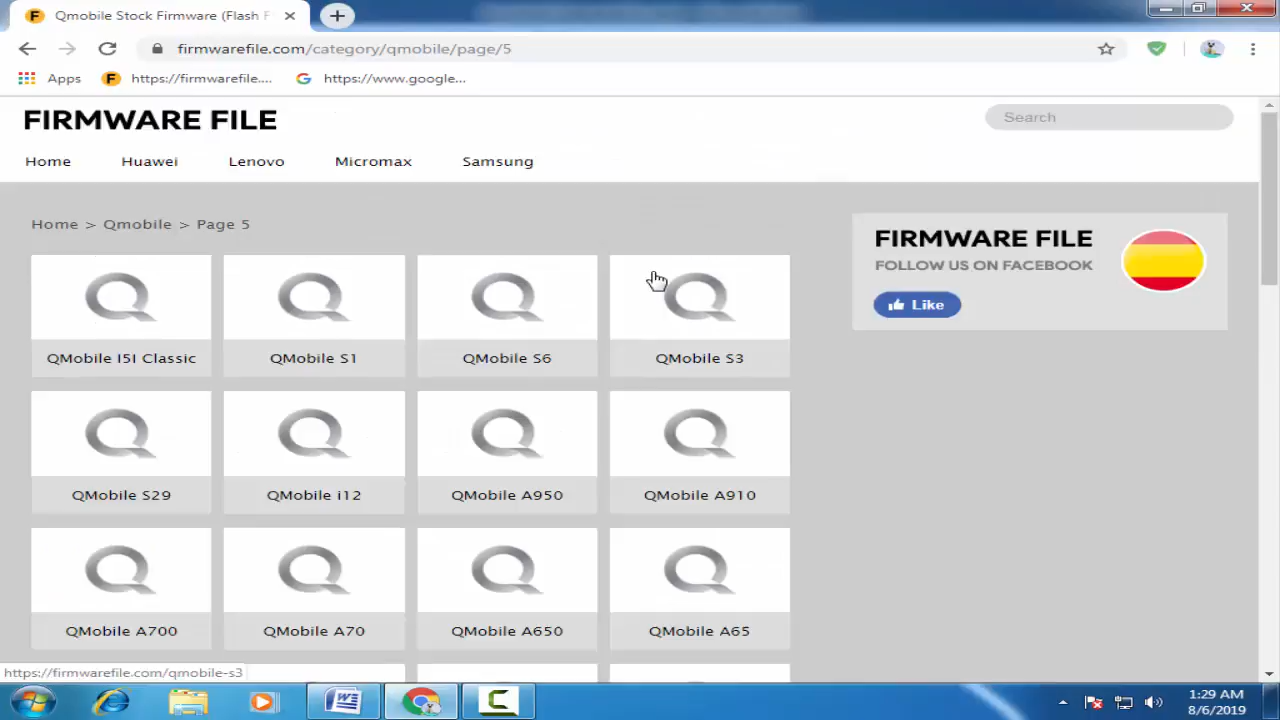 Qmobile Stock Firmware (Flash F
firmwarefile.com/category/qmobile/page/5
Apps
https://firmwarefile....
https://www.google...
FIRMWARE FILE
Search
Home
Huawei
Lenovo
Micromax
Samsung
Home > Qmobile > Page 5
FIRMWARE FILE
FOLLOW US ON FACEBOOK
Like
QMobile I5I Classic
QMobile S1
QMobile S6
QMobile S3
QMobile S29
QMobile i12
QMobile A950
QMobile A910
QMobile A700
QMobile A70
QMobile A650
QMobile A65
https://firmwarefile.com/qmobile-s3
1:29 AM
8/6/2019